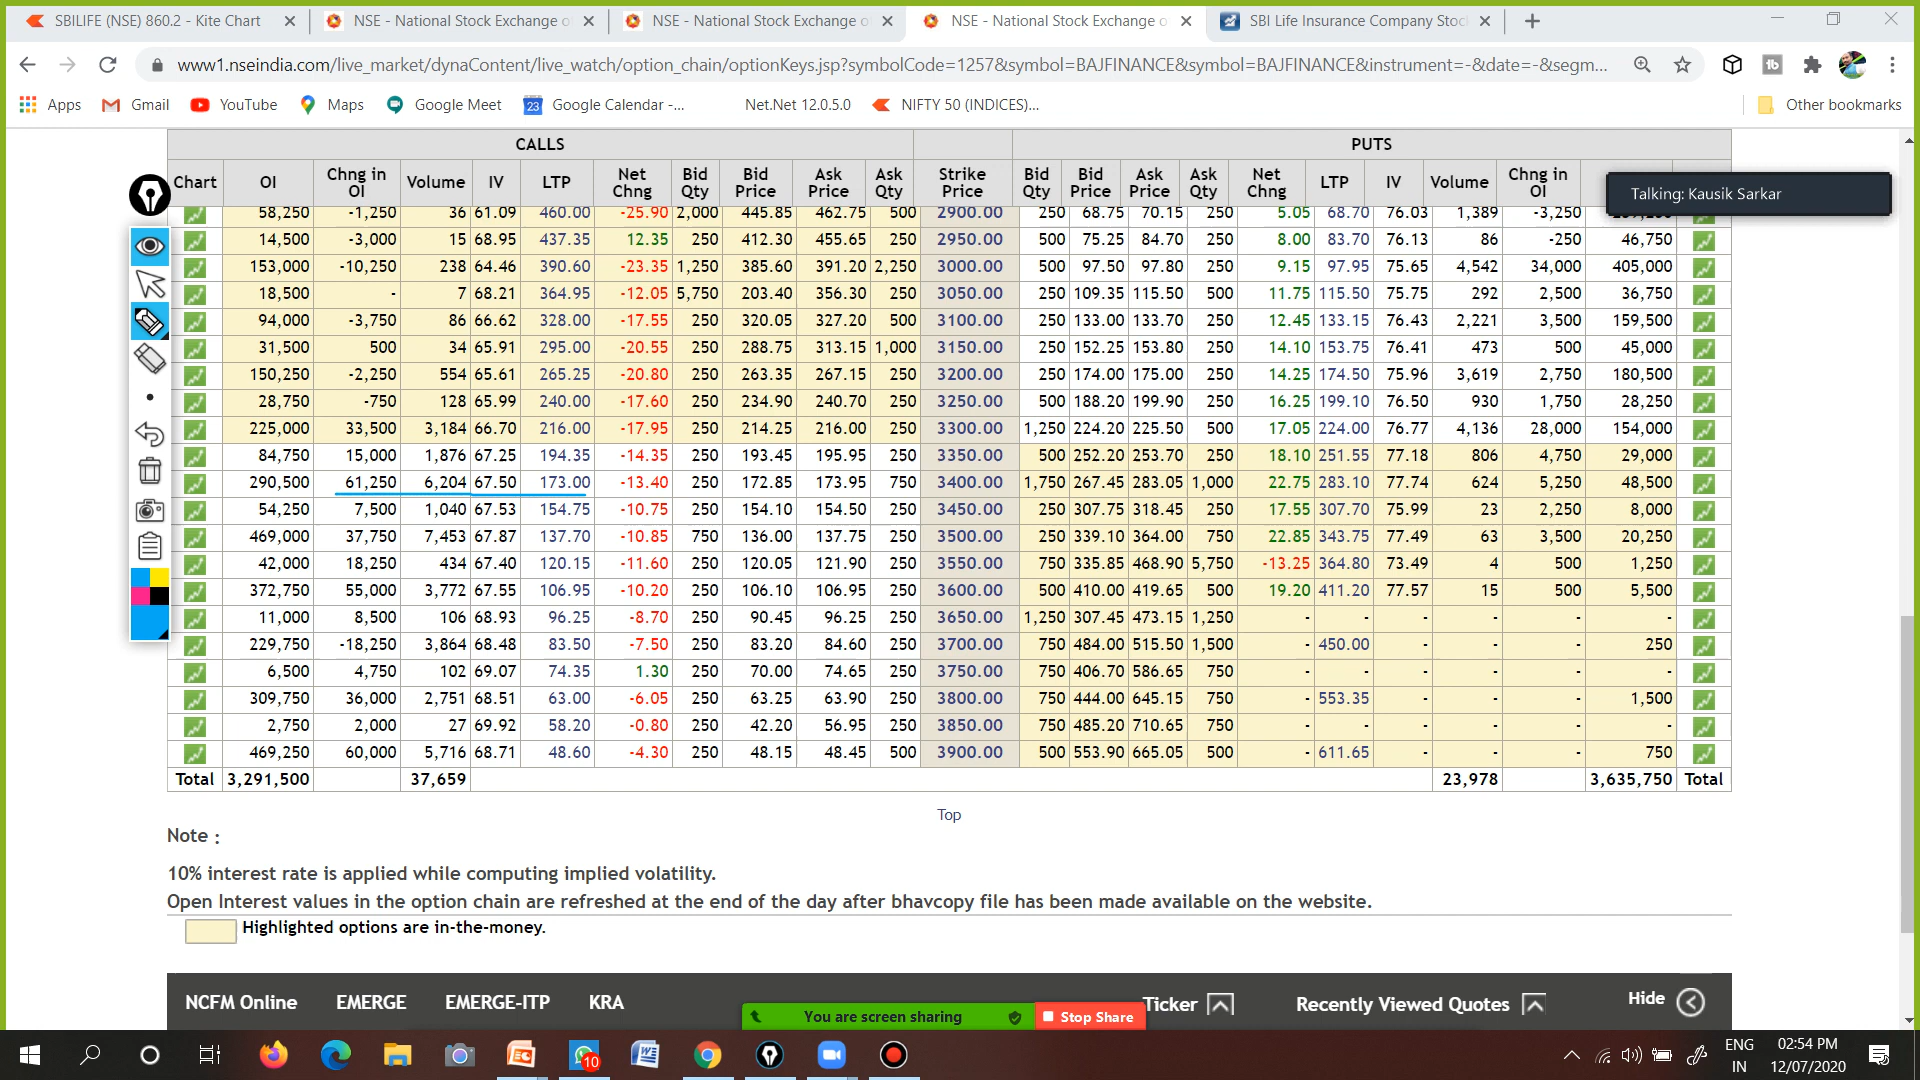 SBILIFE (NSE) 860.2 - Kite Chart NSE - National Stock Exchange o NSE - National Stock Exchange o NSE - National Stock Exchange o SBI Life Insurance Company Stoc
www1.nseindia.com/live_market/dynaContent/live_watch/option_chain/optionKeys.jsp?symbolCode=1257&symbol=BAJFINANCE&symbol=BAJFINANCE&instrument=-&date=-&segm...
Apps Gmail YouTube Maps Google Meet 23 Google Calendar -... Net.Net 12.0.5.0 NIFTY 50 (INDICES)... Other bookmarks
CALLS PUTS
Chart OI Chng in OI Volume IV LTP Net Chng Bid Qty Bid Price Ask Price Ask Qty Strike Price Bid Qty Bid Price Ask Price Ask Qty Net Chng LTP IV Volume Chng in OI
Talking: Kausik Sarkar
58,250 -1,250 36 61.09 460.00 -25.90 2,000 445.85 462.75 500 2900.00 250 68.75 70.15 250 5.05 68.70 76.03 1,389 -3,250
14,500 -3,000 15 68.95 437.35 12.35 250 412.30 455.65 250 2950.00 500 75.25 84.70 250 8.00 83.70 76.13 86 -250 46,750
153,000 -10,250 238 64.46 390.60 -23.35 1,250 385.60 391.20 2,250 3000.00 500 97.50 97.80 250 9.15 97.95 75.65 4,542 34,000 405,000
18,500 - 7 68.21 364.95 -12.05 5,750 203.40 356.30 250 3050.00 250 109.35 115.50 500 11.75 115.50 75.75 292 2,500 36,750
94,000 -3,750 86 66.62 328.00 -17.55 250 320.05 327.20 500 3100.00 250 133.00 133.70 250 12.45 133.15 76.43 2,221 3,500 159,500
31,500 500 34 65.91 295.00 -20.55 250 288.75 313.15 1,000 3150.00 250 152.25 153.80 250 14.10 153.75 76.41 473 500 45,000
150,250 -2,250 554 65.61 265.25 -20.80 250 263.35 267.15 250 3200.00 250 174.00 175.00 250 14.25 174.50 75.96 3,619 2,750 180,500
28,750 -750 128 65.99 240.00 -17.60 250 234.90 240.70 250 3250.00 500 188.20 199.90 250 16.25 199.10 76.50 930 1,750 28,250
225,000 33,500 3,184 66.70 216.00 -17.95 250 214.25 216.00 250 3300.00 1,250 224.20 225.50 500 17.05 224.00 76.77 4,136 28,000 154,000
84,750 15,000 1,876 67.25 194.35 -14.35 250 193.45 195.95 250 3350.00 500 252.20 253.70 250 18.10 251.55 77.18 806 4,750 29,000
290,500 61,250 6,204 67.50 173.00 -13.40 250 172.85 173.95 750 3400.00 1,750 267.45 283.05 1,000 22.75 283.10 77.74 624 5,250 48,500
54,250 7,500 1,040 67.53 154.75 -10.75 250 154.10 154.50 250 3450.00 250 307.75 318.45 250 17.55 307.70 75.99 23 2,250 8,000
469,000 37,750 7,453 67.87 137.70 -10.85 750 136.00 137.75 250 3500.00 250 339.10 364.00 750 22.85 343.75 77.49 63 3,500 20,250
42,000 18,250 434 67.40 120.15 -11.60 250 120.05 121.90 250 3550.00 750 335.85 468.90 5,750 -13.25 364.80 73.49 4 500 1,250
372,750 55,000 3,772 67.55 106.95 -10.20 250 106.10 106.95 250 3600.00 500 410.00 419.65 500 19.20 411.20 77.57 15 500 5,500
11,000 8,500 106 68.93 96.25 -8.70 250 90.45 96.25 250 3650.00 1,250 307.45 473.15 1,250 - - - - - -
229,750 -18,250 3,864 68.48 83.50 -7.50 250 83.20 84.60 250 3700.00 750 484.00 515.50 1,500 - 450.00 - - - 250
6,500 4,750 102 69.07 74.35 1.30 250 70.00 74.65 250 3750.00 750 406.70 586.65 750 - - - - - -
309,750 36,000 2,751 68.51 63.00 -6.05 250 63.25 63.90 250 3800.00 750 444.00 645.15 750 - 553.35 - - - 1,500
2,750 2,000 27 69.92 58.20 -0.80 250 42.20 56.95 250 3850.00 750 485.20 710.65 750 - - - - - -
469,250 60,000 5,716 68.71 48.60 -4.30 250 48.15 48.45 500 3900.00 500 553.90 665.05 500 - 611.65 - - - 750
Total 3,291,500 37,659 23,978 3,635,750 Total
Top
Note :
10% interest rate is applied while computing implied volatility.
Open Interest values in the option chain are refreshed at the end of the day after bhavcopy file has been made available on the website.
Highlighted options are in-the-money.
NCFM Online EMERGE EMERGE-ITP KRA Ticker Recently Viewed Quotes Hide
You are screen sharing Stop Share
10
ENG 02:54 PM
IN 12/07/2020